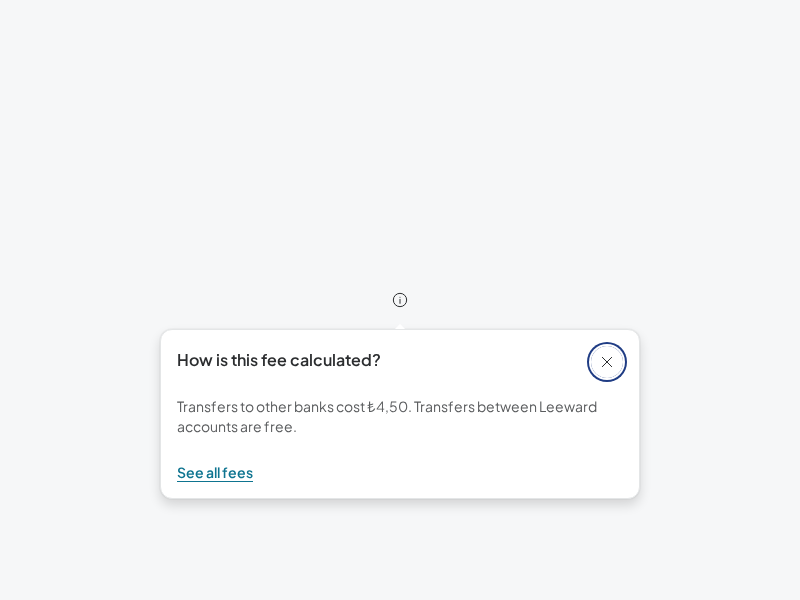 How is this fee calculated?
Transfers to other banks cost ₺4,50. Transfers between Leeward
accounts are free.
See all fees